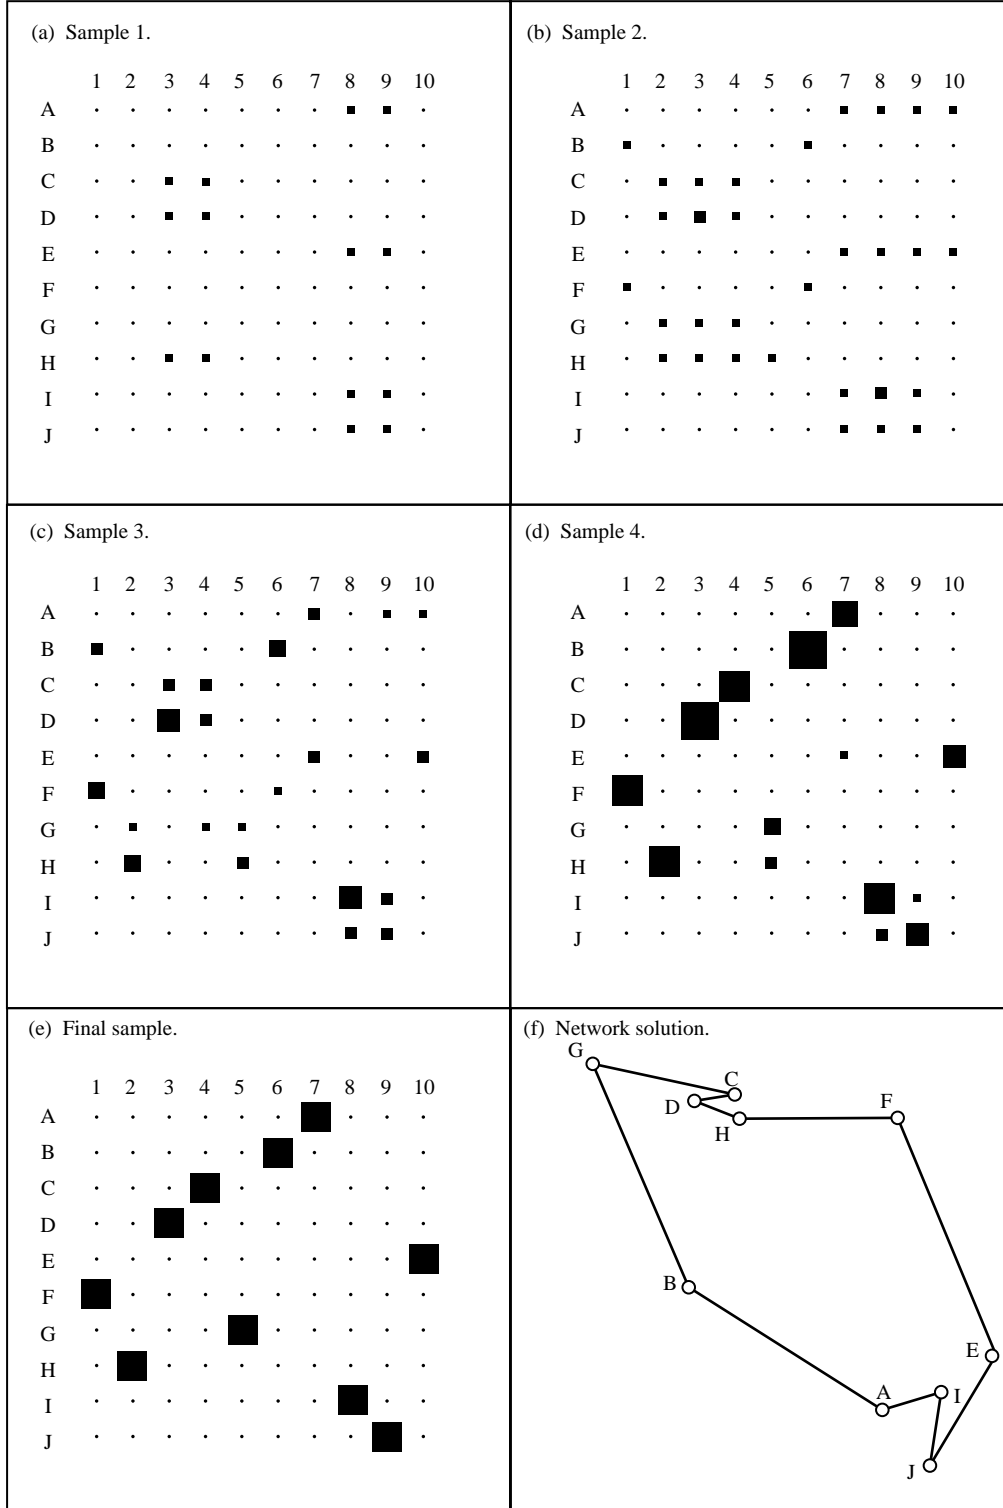 (a) Sample 1.
1 2 3 4 5 6 7 8 9 10
A
B
C
D
E
F
G
H
I
J
(b) Sample 2.
1 2 3 4 5 6 7 8 9 10
A
B
C
D
E
F
G
H
I
J
(c) Sample 3.
1 2 3 4 5 6 7 8 9 10
A
B
C
D
E
F
G
H
I
J
(d) Sample 4.
1 2 3 4 5 6 7 8 9 10
A
B
C
D
E
F
G
H
I
J
(e) Final sample.
1 2 3 4 5 6 7 8 9 10
A
B
C
D
E
F
G
H
I
J
(f) Network solution.
G
C
D
F
H
B
E
A
I
J